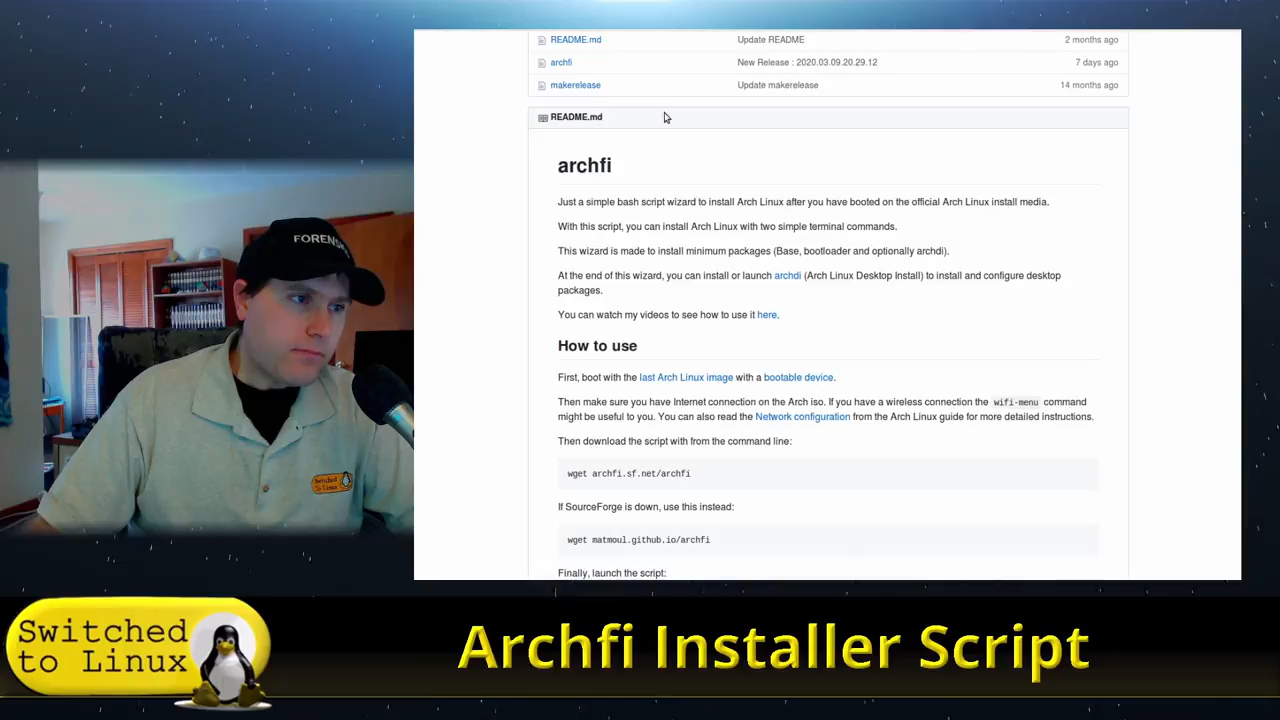 README.md Update README 2 months ago
archfi New Release : 2020.03.09.20.29.12 7 days ago
makerelease Update makerelease 14 months ago
README.md
archfi
Just a simple bash script wizard to install Arch Linux after you have booted on the official Arch Linux install media.
With this script, you can install Arch Linux with two simple terminal commands.
This wizard is made to install minimum packages (Base, bootloader and optionally archdi).
At the end of this wizard, you can install or launch archdi (Arch Linux Desktop Install) to install and configure desktop
packages.
You can watch my videos to see how to use it here.
How to use
First, boot with the last Arch Linux image with a bootable device.
Then make sure you have Internet connection on the Arch iso. If you have a wireless connection the wifi-menu command
might be useful to you. You can also read the Network configuration from the Arch Linux guide for more detailed instructions.
Then download the script with from the command line:
wget archfi.sf.net/archfi
If SourceForge is down, use this instead:
wget matmoul.github.io/archfi
Finally, launch the script:
Switched
to Linux
Switched
to Linux
Archfi Installer Script